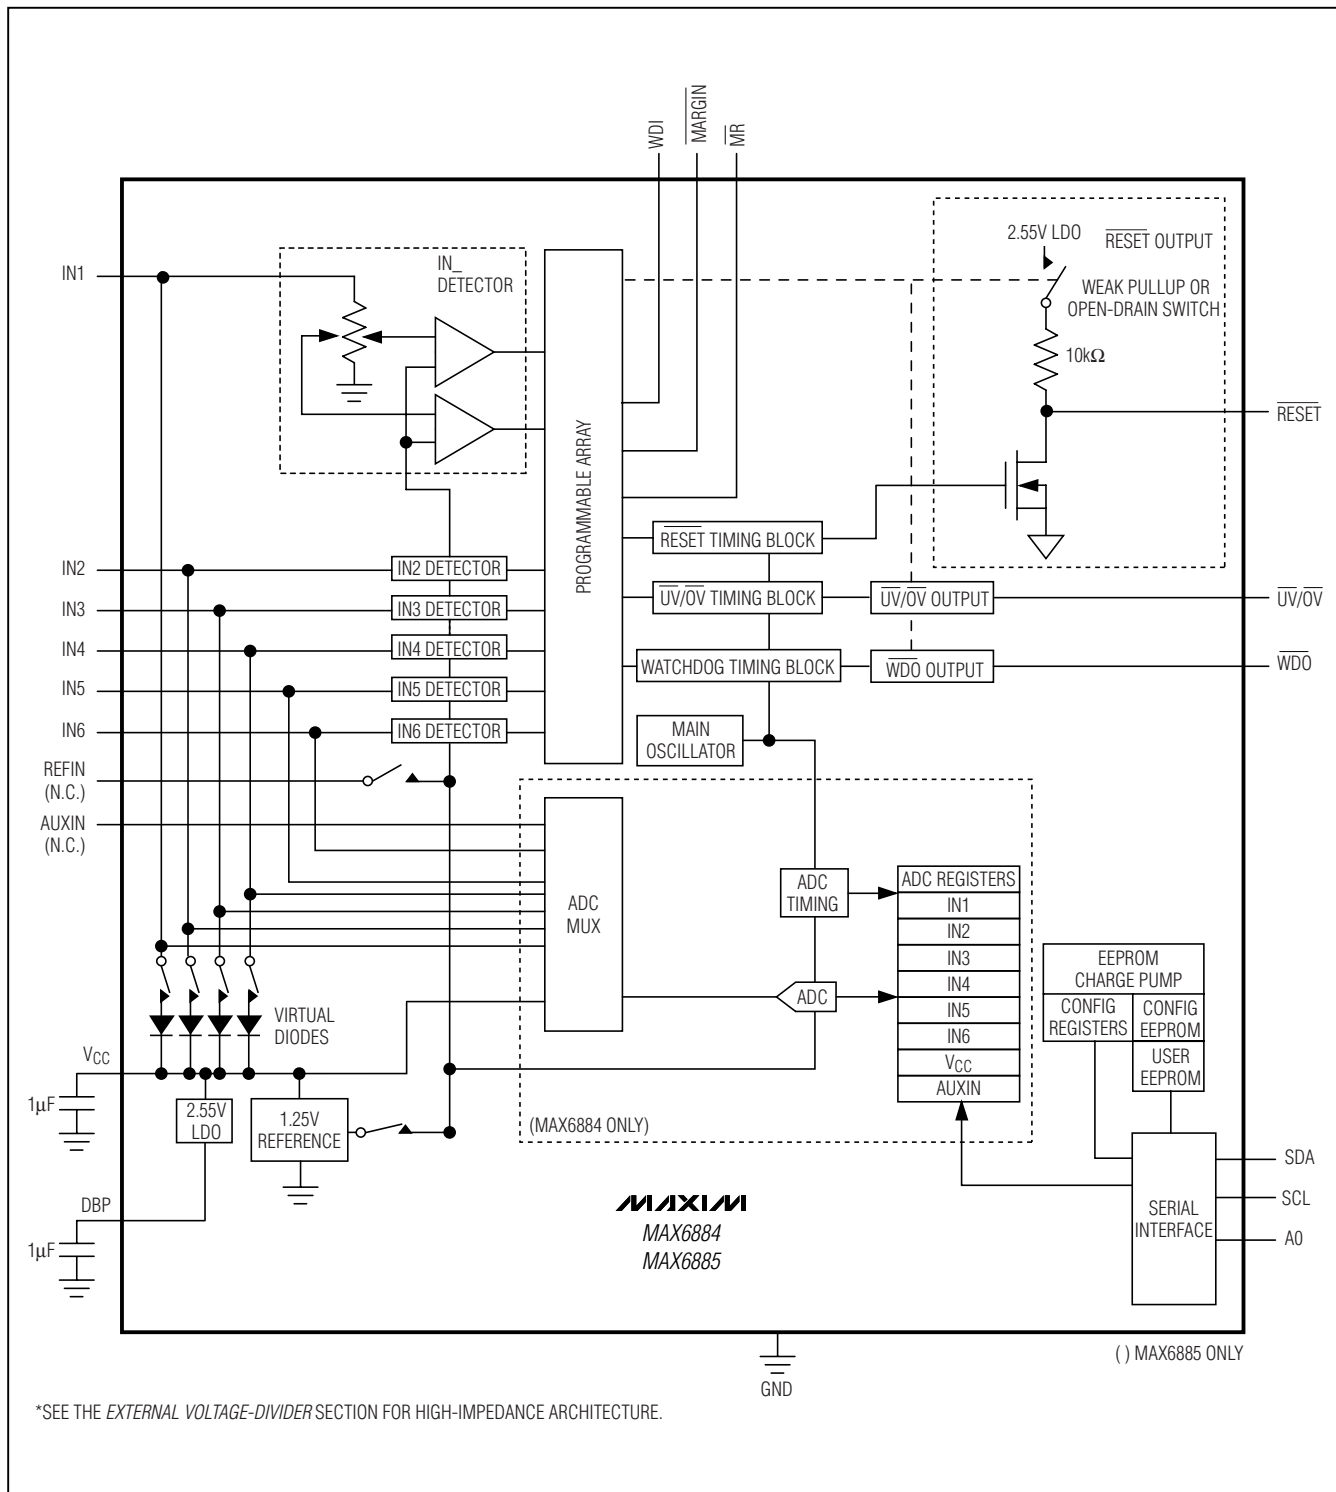 WDI
MARGIN
MR
IN1
IN_
DETECTOR
2.55V LDO
RESET OUTPUT
WEAK PULLUP OR
OPEN-DRAIN SWITCH
10kΩ
RESET
PROGRAMMABLE ARRAY
RESET TIMING BLOCK
IN2
IN2 DETECTOR
IN3
IN3 DETECTOR
UV/OV TIMING BLOCK
UV/OV OUTPUT
UV/OV
IN4
IN4 DETECTOR
WATCHDOG TIMING BLOCK
WDO OUTPUT
WDO
IN5
IN5 DETECTOR
IN6
IN6 DETECTOR
MAIN
OSCILLATOR
REFIN
(N.C.)
AUXIN
(N.C.)
ADC
MUX
ADC
TIMING
ADC
ADC REGISTERS
IN1
IN2
IN3
IN4
IN5
IN6
VCC
AUXIN
EEPROM
CHARGE PUMP
CONFIG
REGISTERS
CONFIG
EEPROM
USER
EEPROM
VIRTUAL
DIODES
VCC
1µF
2.55V
LDO
1.25V
REFERENCE
(MAX6884 ONLY)
DBP
1µF
MAXIM
MAX6884
MAX6885
SERIAL
INTERFACE
SDA
SCL
A0
GND
( ) MAX6885 ONLY
*SEE THE EXTERNAL VOLTAGE-DIVIDER SECTION FOR HIGH-IMPEDANCE ARCHITECTURE.